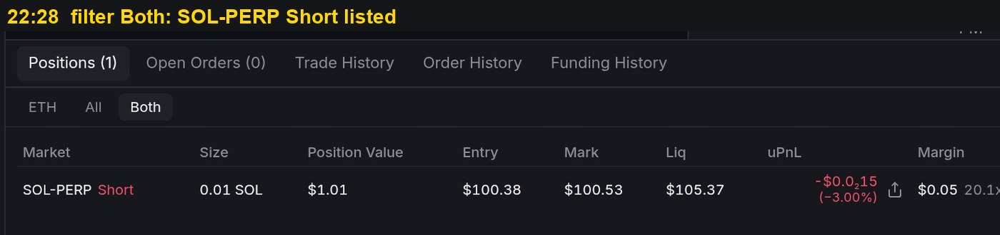 22:28 filter Both: SOL-PERP Short listed
Positions (1) Open Orders (0) Trade History Order History Funding History
ETH All Both
Market Size Position Value Entry Mark Liq uPnL Margin
SOL-PERP Short 0.01 SOL $1.01 $100.38 $100.53 $105.37 -$0.0₂15 $0.05 20.1x
(−3.00%)